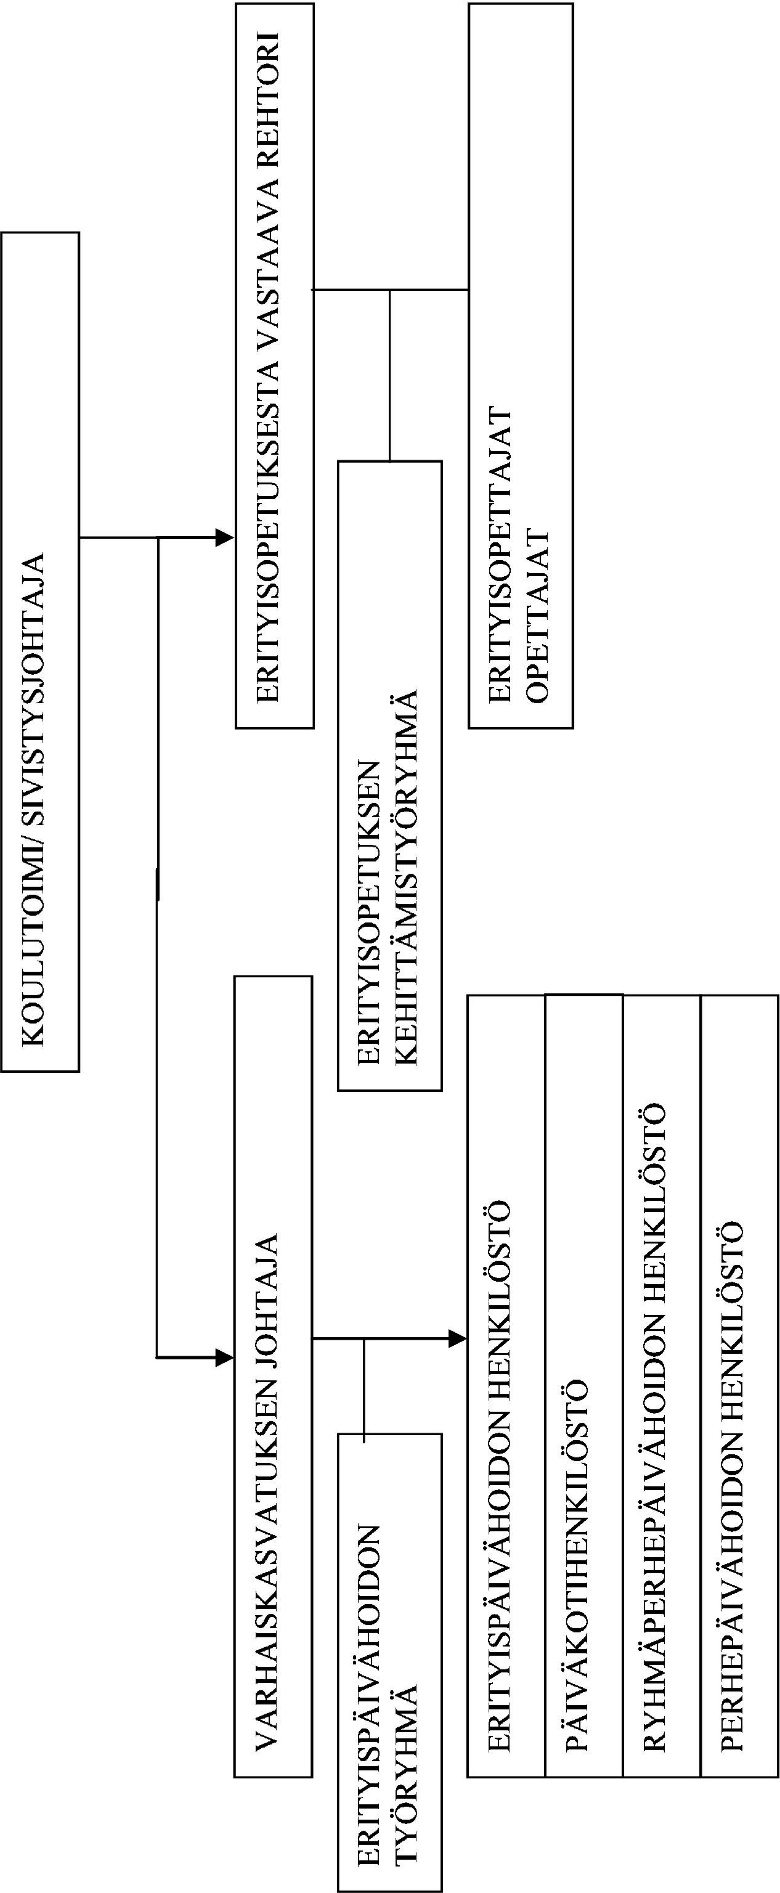 KOULUTOIMI/ SIVISTYSJOHTAJA
VARHAISKASVATUKSEN JOHTAJA
ERITYISOPETUKSESTA VASTAAVA REHTORI
ERITYISPÄIVÄHOIDON
TYÖRYHMÄ
ERITYISOPETUKSEN
KEHITTÄMISTYÖRYHMÄ
ERITYISPÄIVÄHOIDON HENKILÖSTÖ
PÄIVÄKOTIHENKILÖSTÖ
RYHMÄPERHEPÄIVÄHOIDON HENKILÖSTÖ
PERHEPÄIVÄHOIDON HENKILÖSTÖ
ERITYISOPETTAJAT
OPETTAJAT